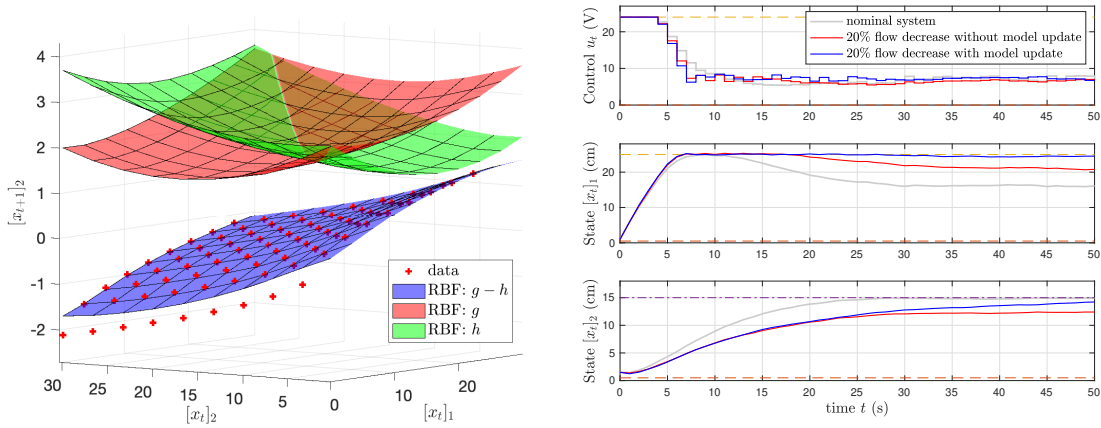 4
3
2
1
0
-1
-2
[x_{t+1}]_2
30
25
20
15
10
5
0
[x_t]_2
0
10
20
[x_t]_1
data
RBF: g − h
RBF: g
RBF: h
Control u_t (V)
20
10
0
nominal system
20% flow decrease without model update
20% flow decrease with model update
0 5 10 15 20 25 30 35 40 45 50
State [x_t]_1 (cm)
20
10
0
0 5 10 15 20 25 30 35 40 45 50
State [x_t]_2 (cm)
15
10
5
0
0 5 10 15 20 25 30 35 40 45 50
time t (s)